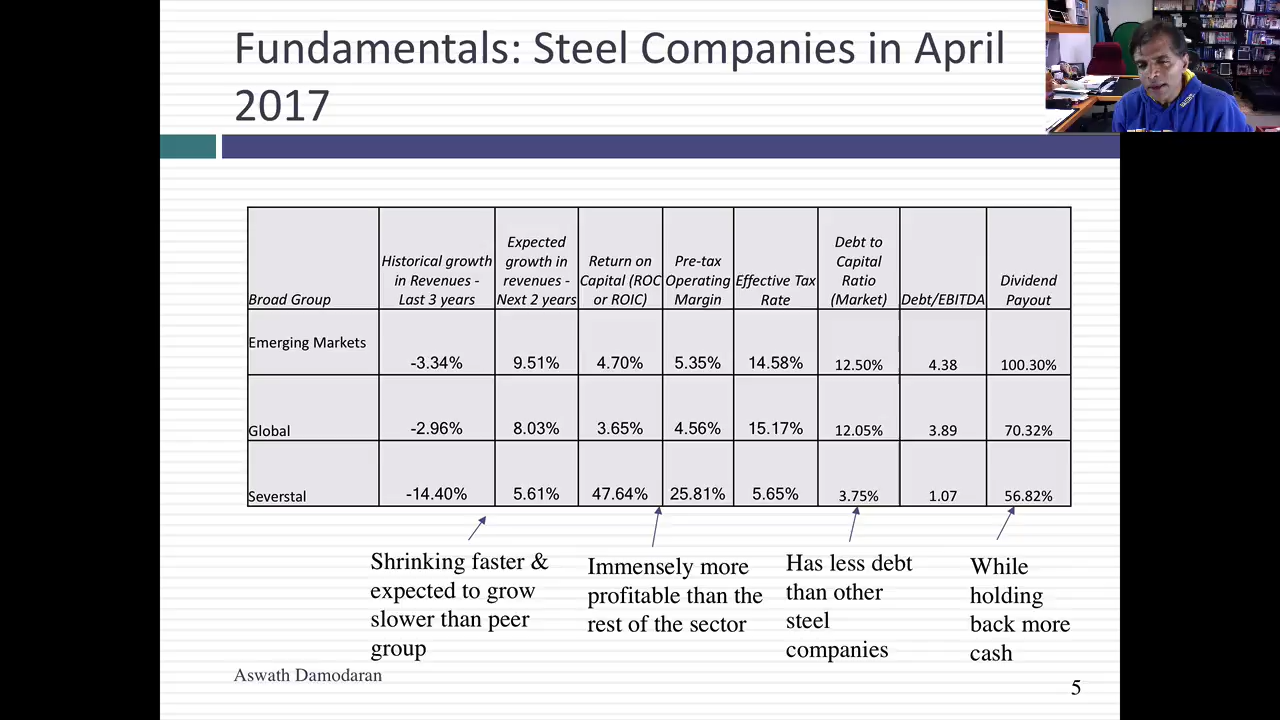 Fundamentals: Steel Companies in April
2017
Broad Group
Historical growth
in Revenues -
Last 3 years
Expected
growth in
revenues -
Next 2 years
Return on
Capital (ROC
or ROIC)
Pre-tax
Operating
Margin
Effective Tax
Rate
Debt to
Capital
Ratio
(Market)
Debt/EBITDA
Dividend
Payout
Emerging Markets
-3.34%
9.51%
4.70%
5.35%
14.58%
12.50%
4.38
100.30%
Global
-2.96%
8.03%
3.65%
4.56%
15.17%
12.05%
3.89
70.32%
Severstal
-14.40%
5.61%
47.64%
25.81%
5.65%
3.75%
1.07
56.82%
Shrinking faster &
expected to grow
slower than peer
group
Immensely more
profitable than the
rest of the sector
Has less debt
than other
steel
companies
While
holding
back more
cash
Aswath Damodaran
5